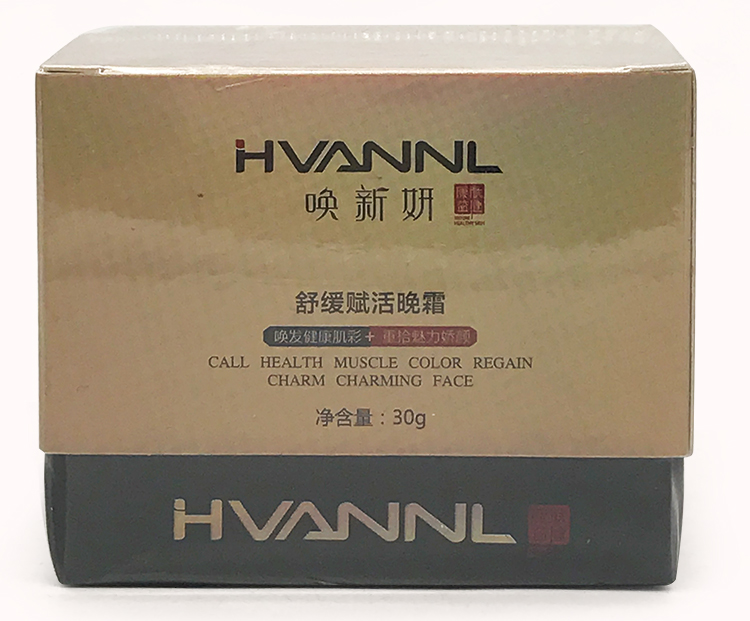 HVANNL
唤新妍
舒缓赋活晚霜
唤发健康肌彩+重拾魅力娇颜
CALL HEALTH MUSCLE COLOR REGAIN
CHARM CHARMING FACE
净含量：30g
HVANNL